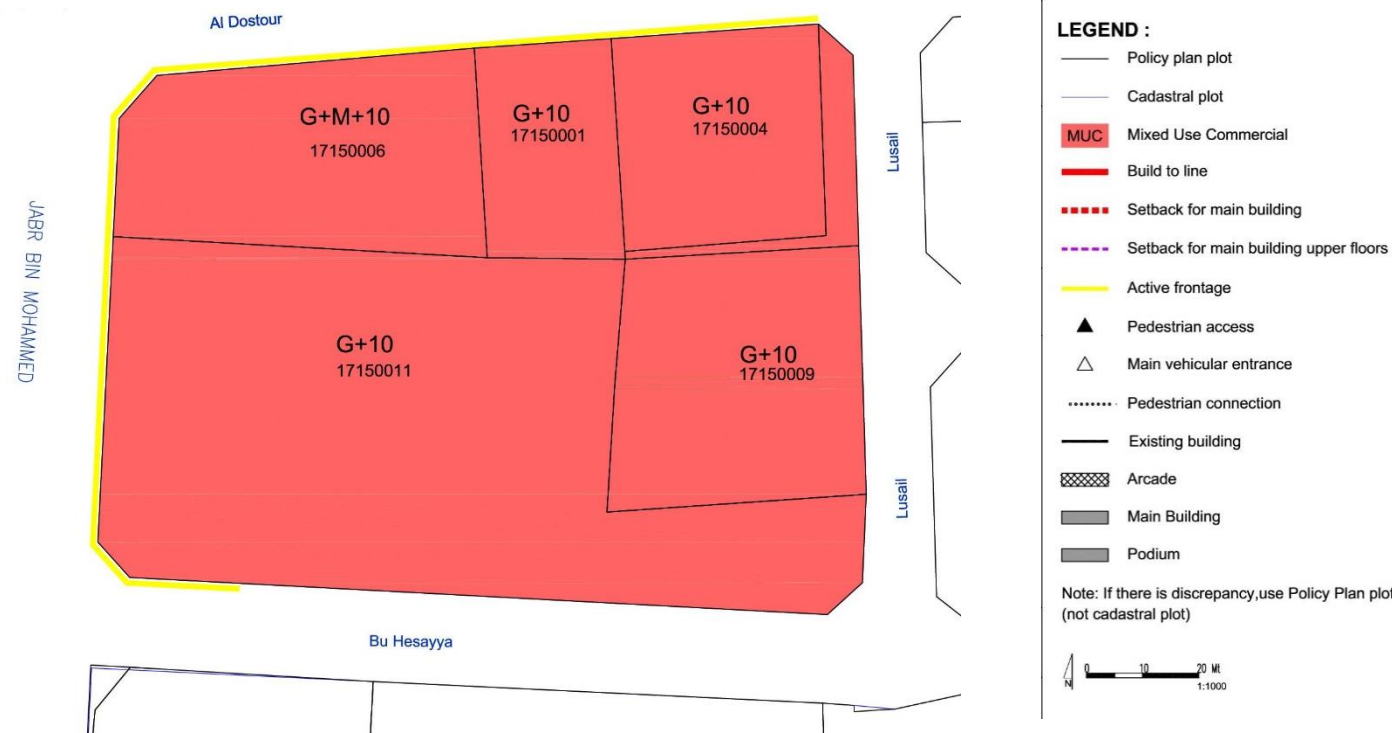 Al Dostour
G+M+10
17150006
G+10
17150001
G+10
17150004
Lusail
JABR BIN MOHAMMED
G+10
17150011
G+10
17150009
Lusail
Bu Hesayya
LEGEND :
Policy plan plot
Cadastral plot
MUC Mixed Use Commercial
Build to line
Setback for main building
Setback for main building upper floors
Active frontage
Pedestrian access
Main vehicular entrance
Pedestrian connection
Existing building
Arcade
Main Building
Podium
Note: If there is discrepancy,use Policy Plan plot
(not cadastral plot)
N
0 10 20 Mt
1:1000